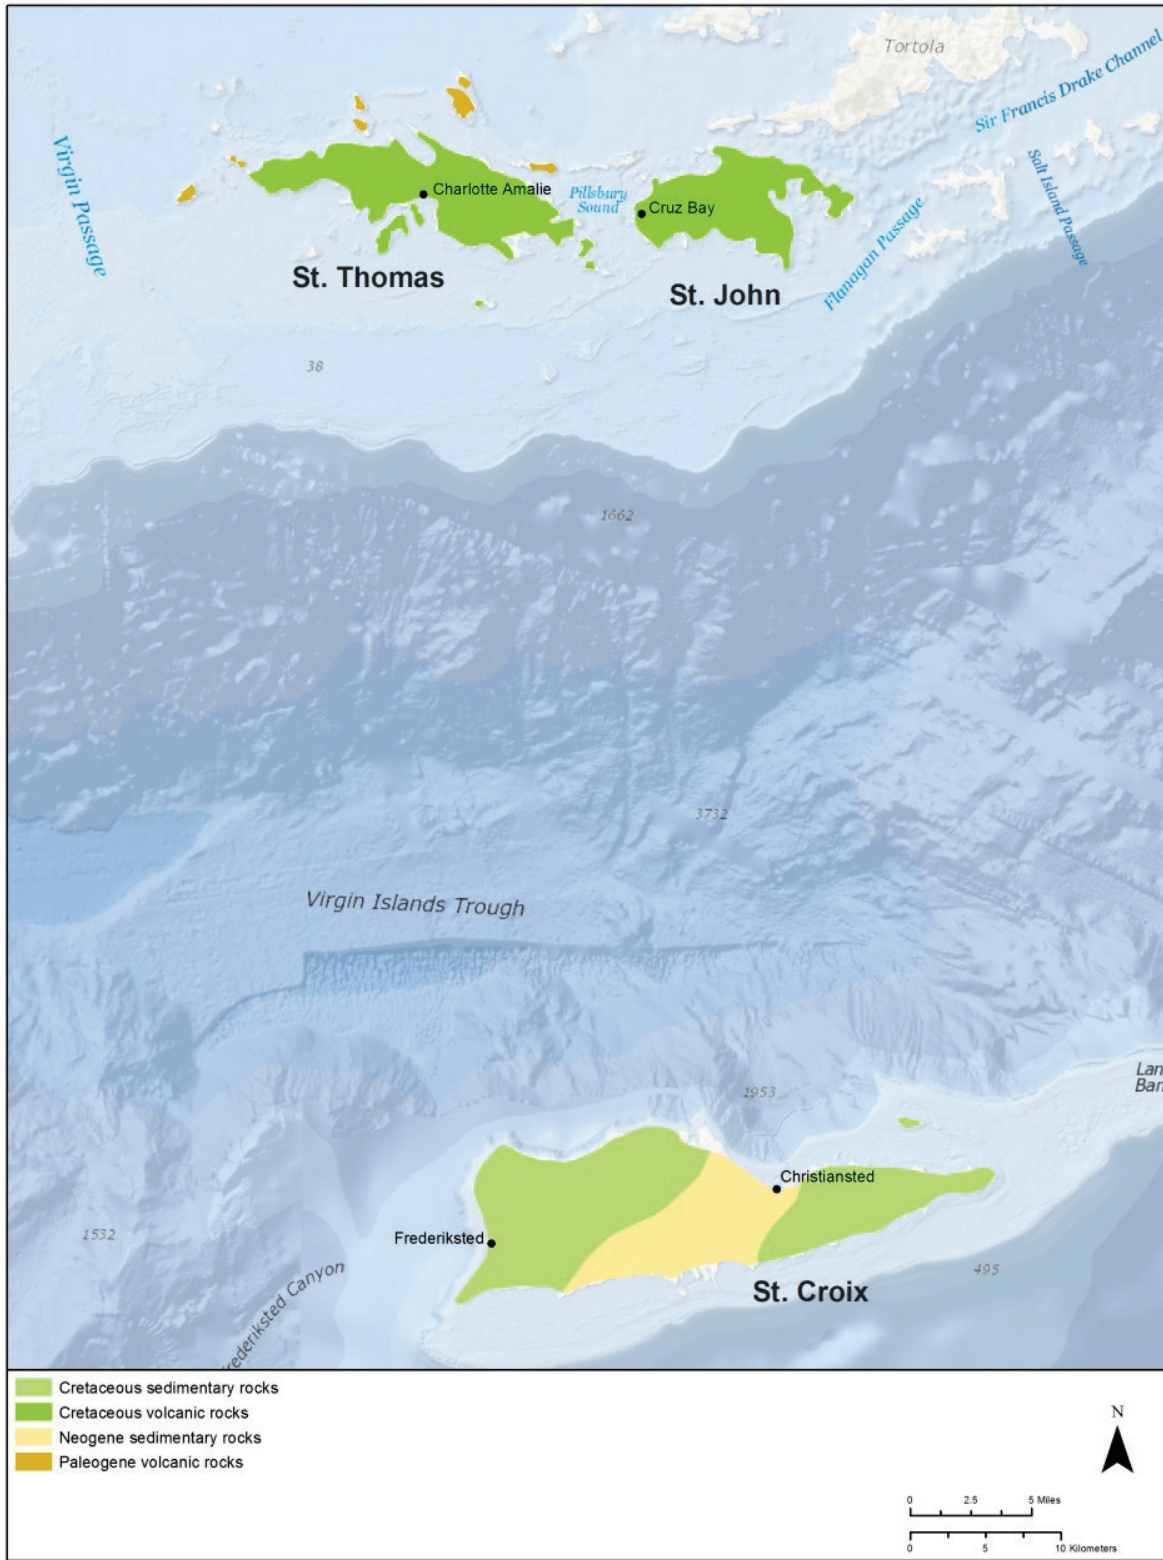 Tortola
Sir Francis Drake Channel
Virgin Passage
Salt Island Passage
Charlotte Amalie
Pillsbury
Sound
Cruz Bay
Flanagan Passage
St. Thomas
St. John
38
1662
3732
Virgin Islands Trough
1953
Lan
Ban
Christiansted
Frederiksted
1532
495
St. Croix
rederiksted Canyon
Cretaceous sedimentary rocks
Cretaceous volcanic rocks
Neogene sedimentary rocks
Paleogene volcanic rocks
N
0 2.5 5 Miles
0 5 10 Kilometers